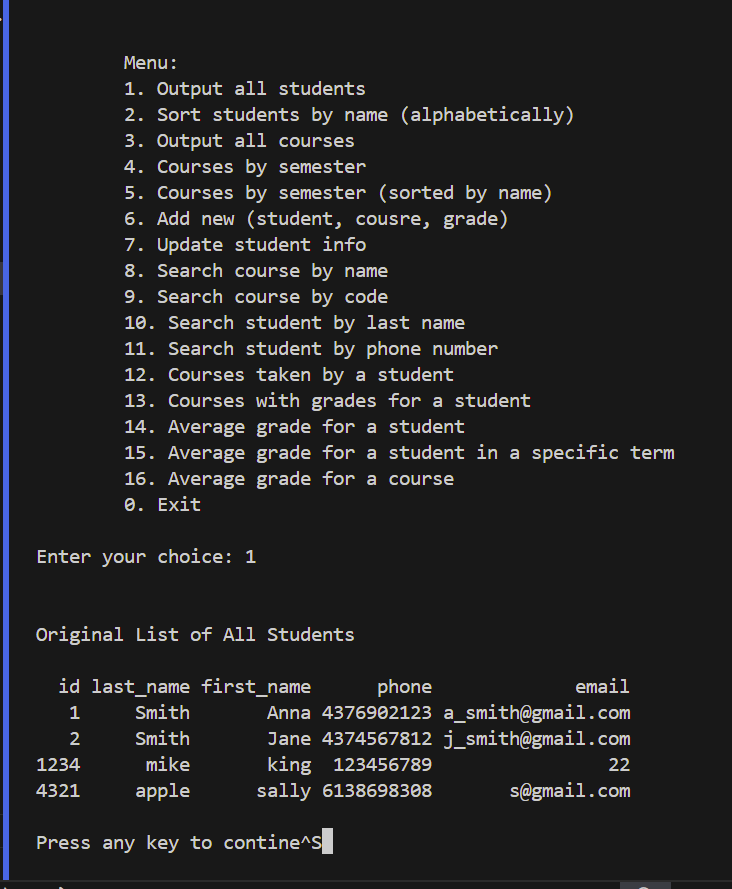 Menu:
1. Output all students
2. Sort students by name (alphabetically)
3. Output all courses
4. Courses by semester
5. Courses by semester (sorted by name)
6. Add new (student, cousre, grade)
7. Update student info
8. Search course by name
9. Search course by code
10. Search student by last name
11. Search student by phone number
12. Courses taken by a student
13. Courses with grades for a student
14. Average grade for a student
15. Average grade for a student in a specific term
16. Average grade for a course
0. Exit
Enter your choice: 1
Original List of All Students
id last_name first_name phone email
1 Smith Anna 4376902123 a_smith@gmail.com
2 Smith Jane 4374567812 j_smith@gmail.com
1234 mike king 123456789 22
4321 apple sally 6138698308 s@gmail.com
Press any key to contine^S